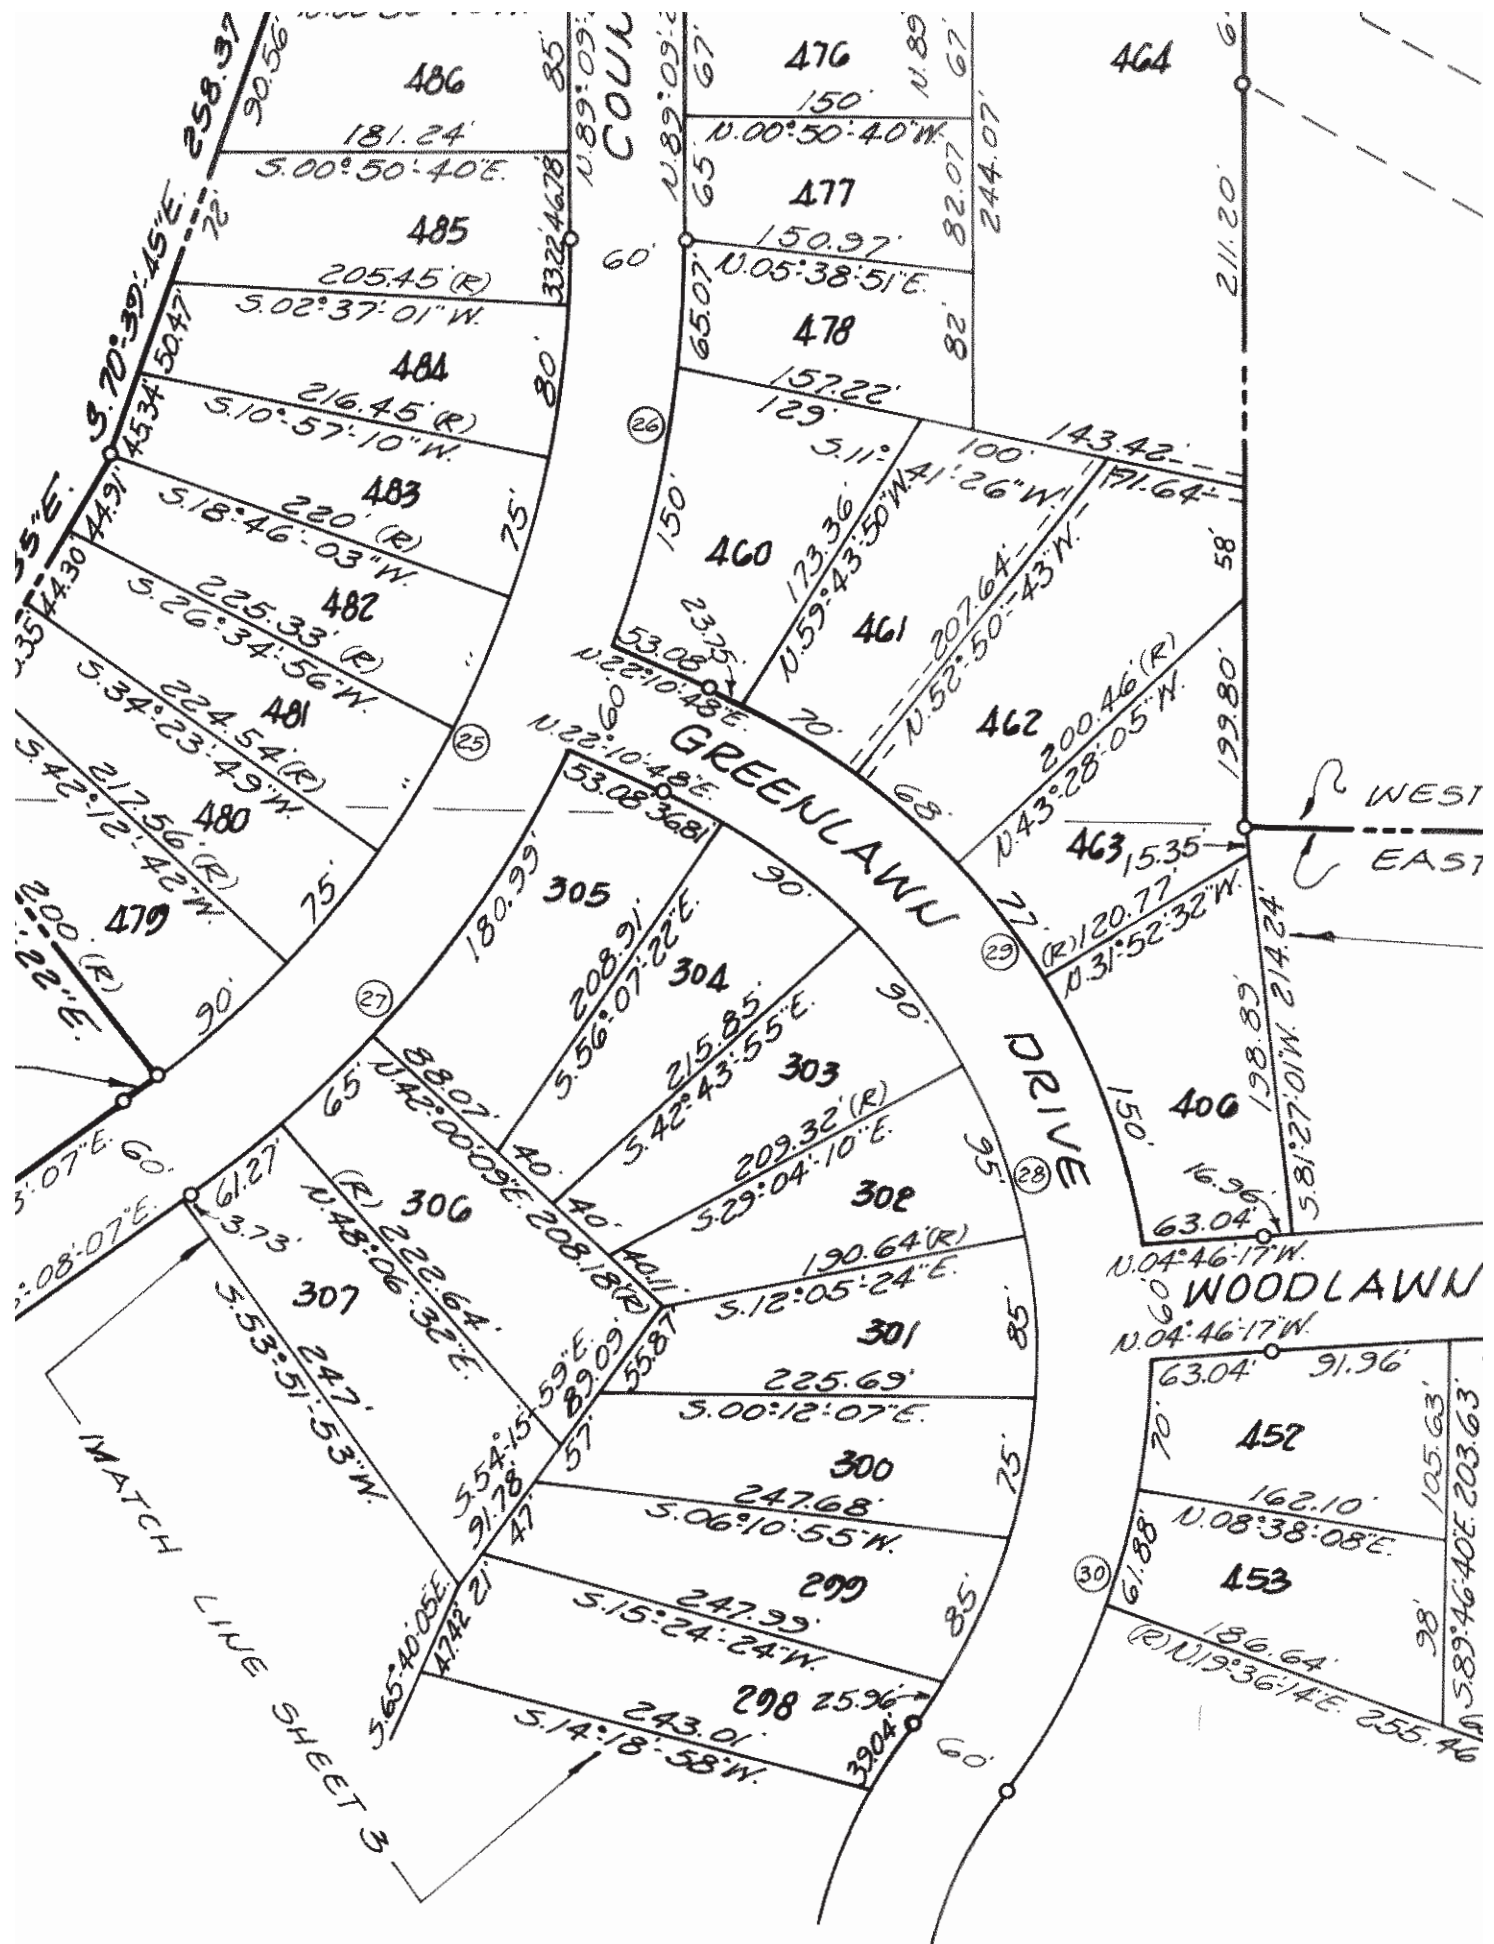 258.37'
90.56'
486
85'
181.24'
S.00°50'40"E.
COUN
476
67'
150'
N.00°50'40"W.
N.89
67'
464
244.07'
72'
485
46.78'
33.22'
205.45'(R)
S.02°37'01"W.
60'
65'
477
82.07'
150.97'
N.05°38'51"E.
211.20'
S.70°39'45"E.
50.47'
484
80'
216.45'(R)
S.10°57'10"W.
65.07'
478
82'
157.22'
129'
S.11°41'26"W.
100'
143.42'
71.64'
45.34'
26
483
220'(R)
S.18°46'03"W.
75'
150'
460
173.36'
N.59°43'50"W.
58'
55"E.
44.91'
44.30'
482
225.33'(R)
S.26°34'56"W.
23.75'
53.08'
N.22°10'48"E.
461
207.64'
N.52°50'43"W.
481
224.54'(R)
S.34°23'49"W.
25
60'
70'
462
200.46'(R)
N.43°28'05"W.
199.80'
GREENLAWN
N.22°10'48"E.
53.08'
36.81'
68'
480
217.56'(R)
S.42°12'42"W.
WEST
EAST
463
15.35'
479
75'
180.99'
305
90'
77'
(R)120.77'
N.31°52'32"W.
200'(R)
22"E.
208.91'
S.56°07'22"E.
304
29
214.24'
S.81°27'01"W.
198.89'
90'
27
215.85'
S.42°43'55"E.
303
90'
DRIVE
406
150'
88.07'
N.42°00'09"E. 208.18'(R)
65'
209.32'(R)
S.29°04'10"E.
60'
07"E.
08'07"E.
61.27'
3.73'
40'
40'
40.11'
306
(R) 222.64'
N.48°06'32"E.
302
95'
28
16.96'
63.04'
N.04°46'17"W.
190.64'(R)
S.12°05'24"E.
60'
WOODLAWN
N.04°46'17"W.
63.04'
91.96'
307
247'
S.53°51'53"W.
301
85'
55.87'
89.09'
S.54°15'59"E.
91.78'
225.69'
S.00°12'07"E.
57'
300
75'
247.68'
S.06°10'55"W.
70'
452
105.63'
162.10'
N.08°38'08"E.
S.89°46'40"E. 203.63'
47'
21'
299
247.99'
S.15°24'24"W.
85'
30
61.88'
453
98'
186.64'
(R)N.19°36'14"E. 255.46
S.65°40'05"E.
47.42'
298
25.96'
39.04'
243.01'
S.14°18'58"W.
60'
MATCH LINE SHEET 3